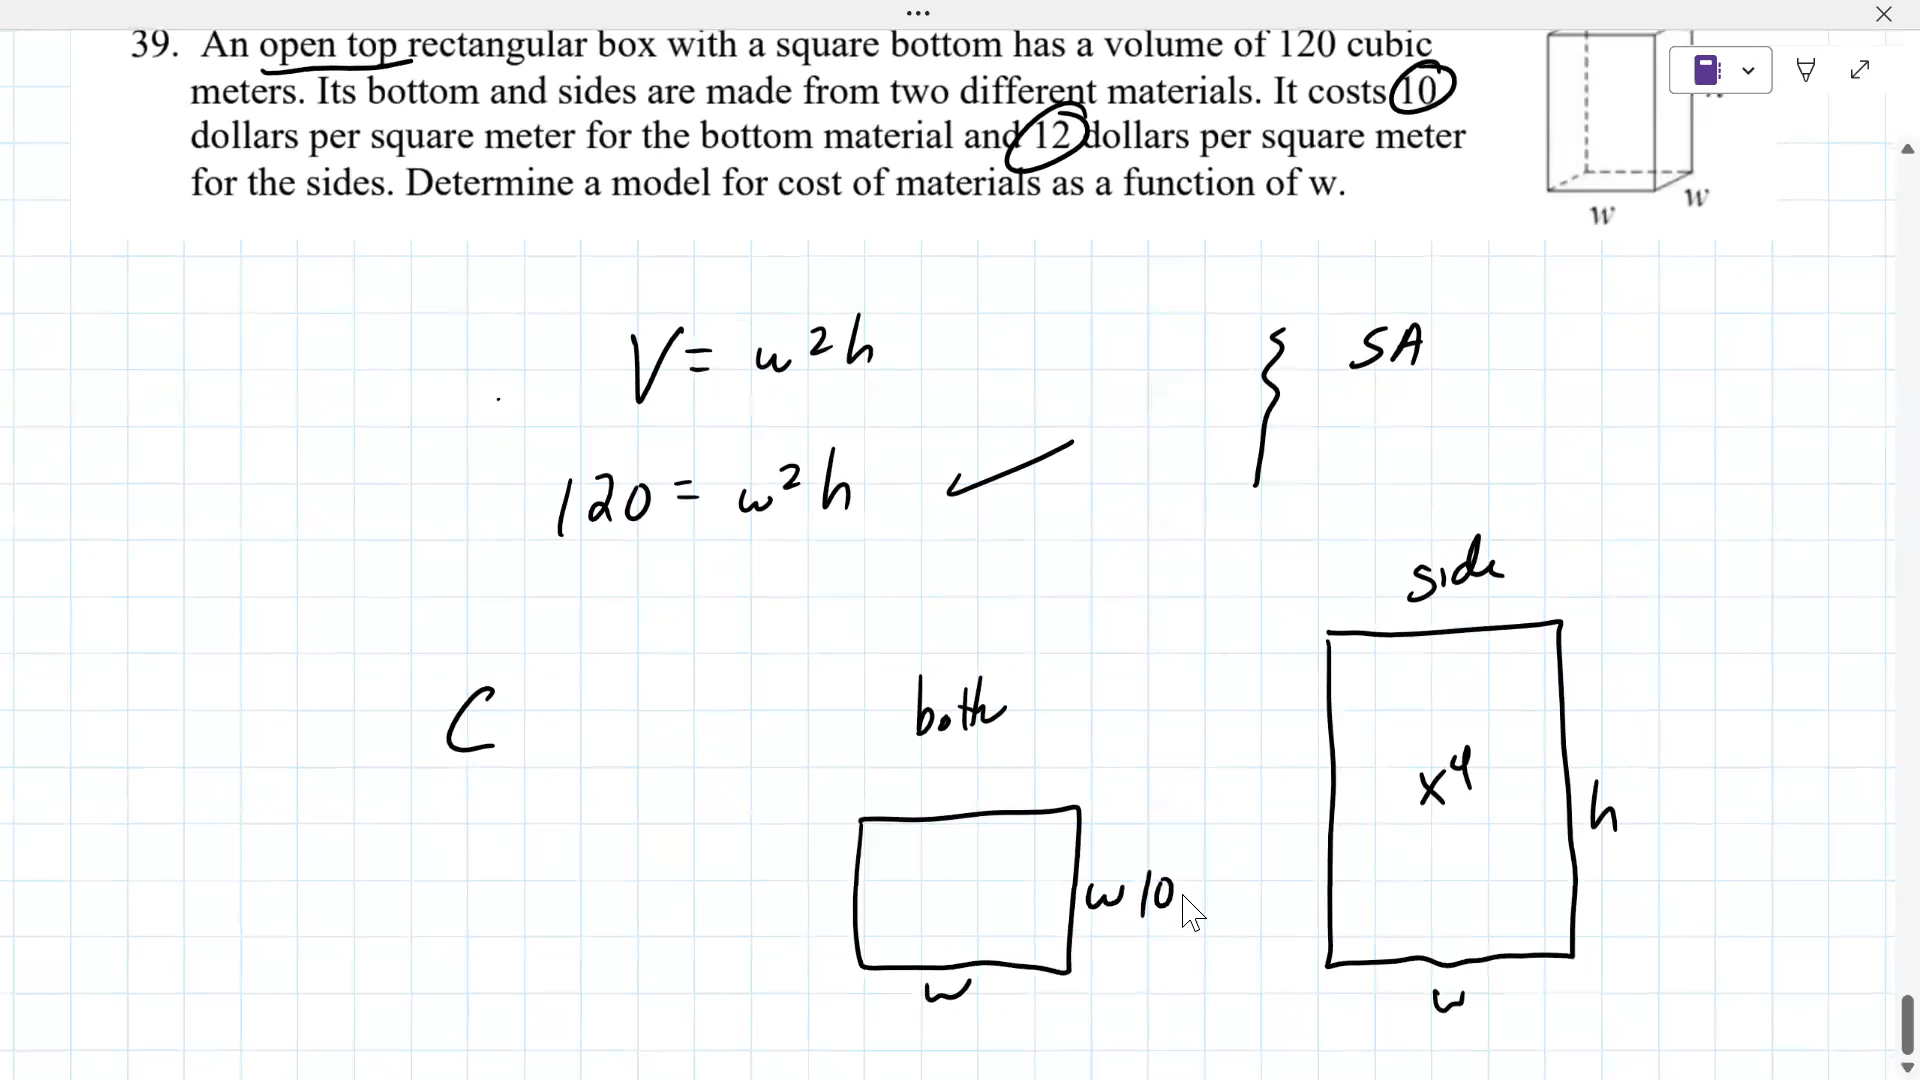 39. An open top rectangular box with a square bottom has a volume of 120 cubic
meters. Its bottom and sides are made from two different materials. It costs 10
dollars per square meter for the bottom material and 12 dollars per square meter
for the sides. Determine a model for cost of materials as a function of w.
w
w
V = w²h
SA
120 = w²h
side
C
both
x4
h
w 10
w
w